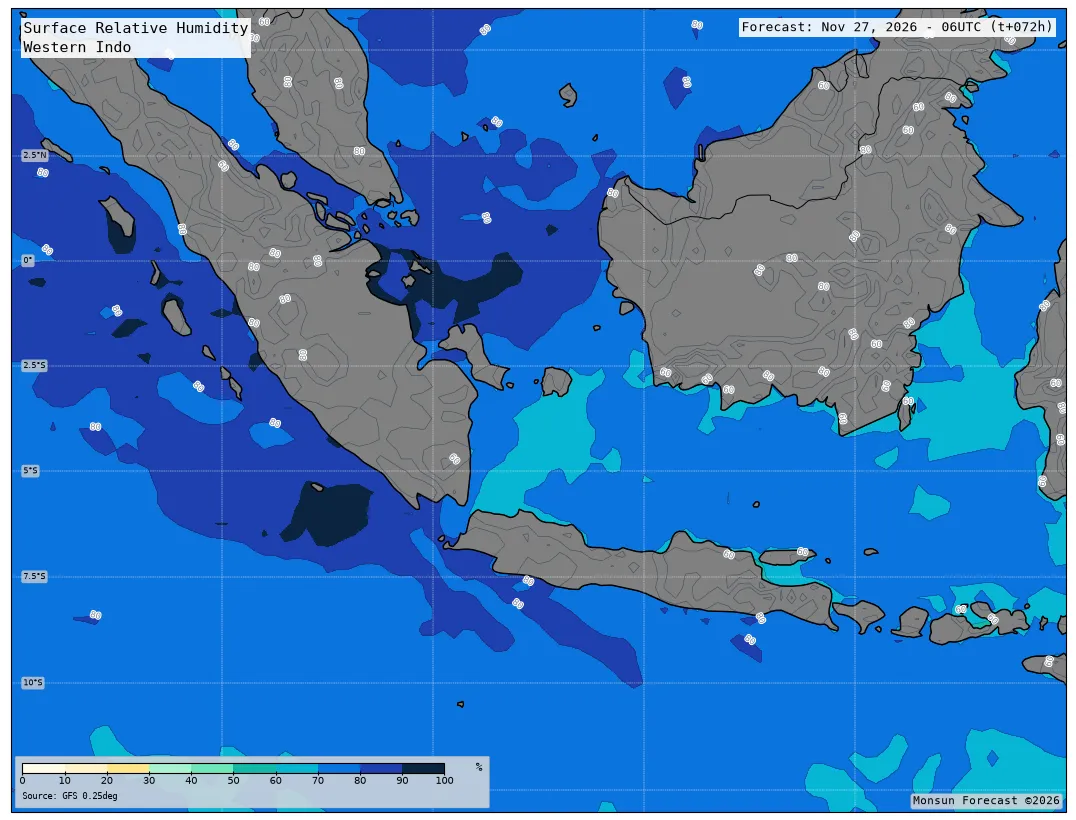 Surface Relative Humidity
Western Indo
Forecast: Nov 27, 2026 - 06UTC (t+072h)
2.5°N
0°
2.5°S
5°S
7.5°S
10°S
0 10 20 30 40 50 60 70 80 90 100 %
Source: GFS 0.25deg
Monsun Forecast ©2026